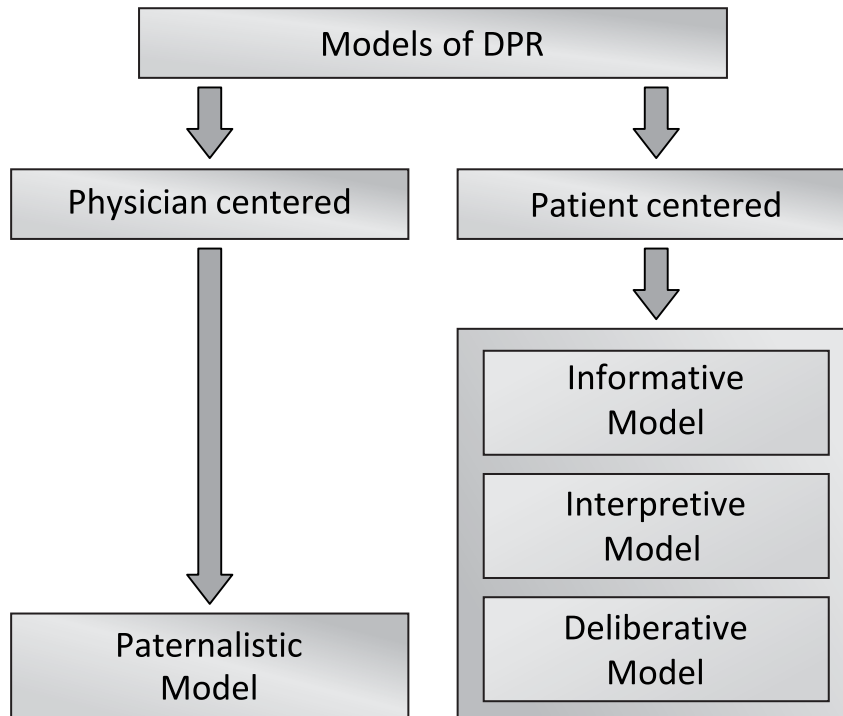 Models of DPR
Physician centered
Patient centered
Informative
Model
Interpretive
Model
Deliberative
Model
Paternalistic
Model